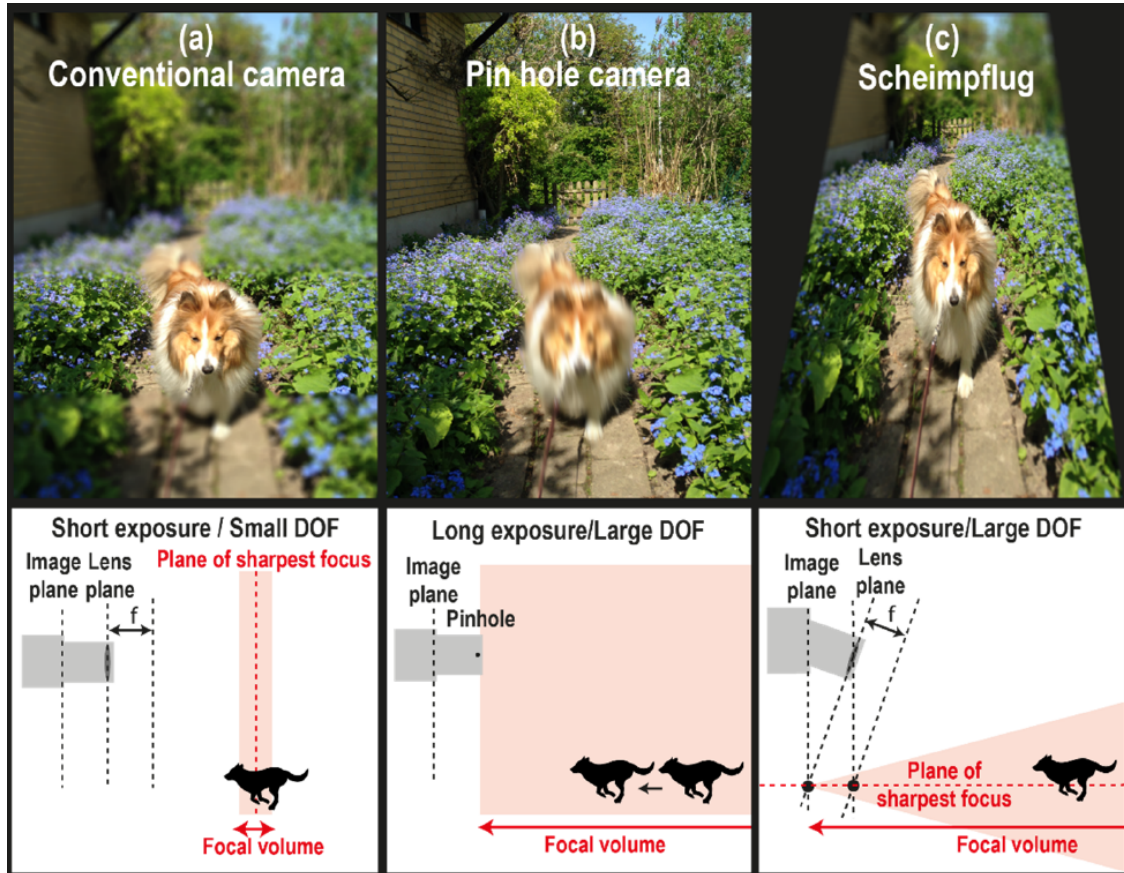 (a)
Conventional camera
(b)
Pin hole camera
(c)
Scheimpflug
Short exposure / Small DOF
Plane of sharpest focus
Image plane
Lens plane
f
Focal volume
Long exposure/Large DOF
Image plane
Pinhole
Focal volume
Short exposure/Large DOF
Image plane
Lens plane
f
Plane of
sharpest focus
Focal volume